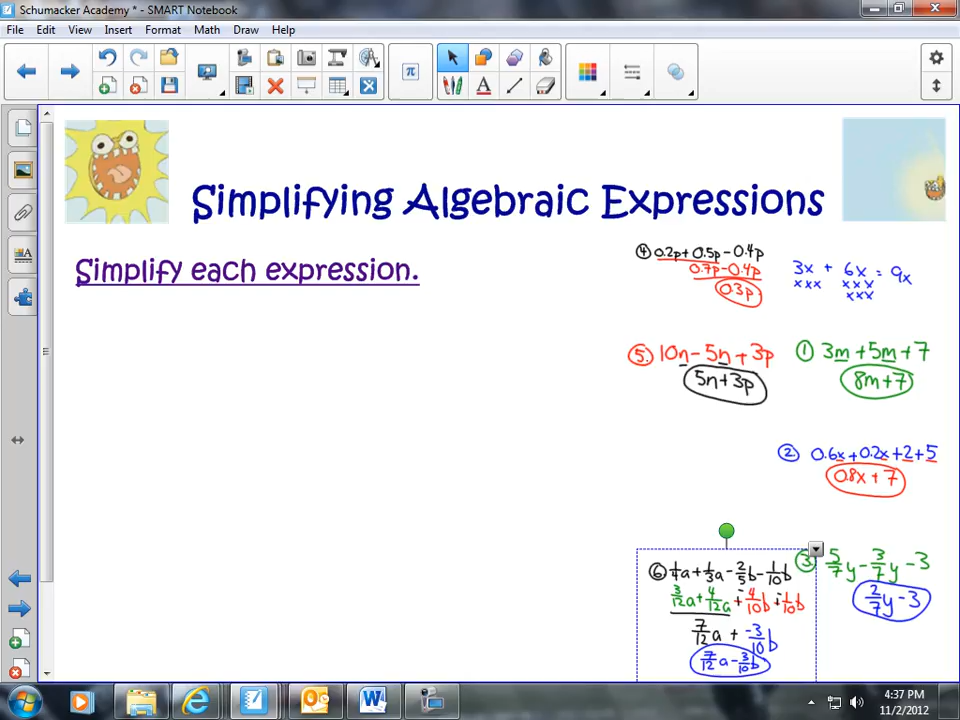 Schumacker Academy * - SMART Notebook
File Edit View Insert Format Math Draw Help
π
A
Simplifying Algebraic Expressions
Simplify each expression.
④ 0.2p+0.5p-0.4p
0.7p-0.4p
0.3p
3x + 6x = 9x
xxx xxx
xxx
⑤ 10n-5n+3p
5n+3p
① 3m+5m+7
8m+7
② 0.6x+0.2x+2+5
0.8x+7
③ 5/7y-3/7y-3
2/7y-3
⑥ 1/4a+1/3a-2/5b-1/10b
3/12a+4/12a+-4/10b+-1/10b
7/12a+-3/10b
7/12a-3/10b
4:37 PM
11/2/2012